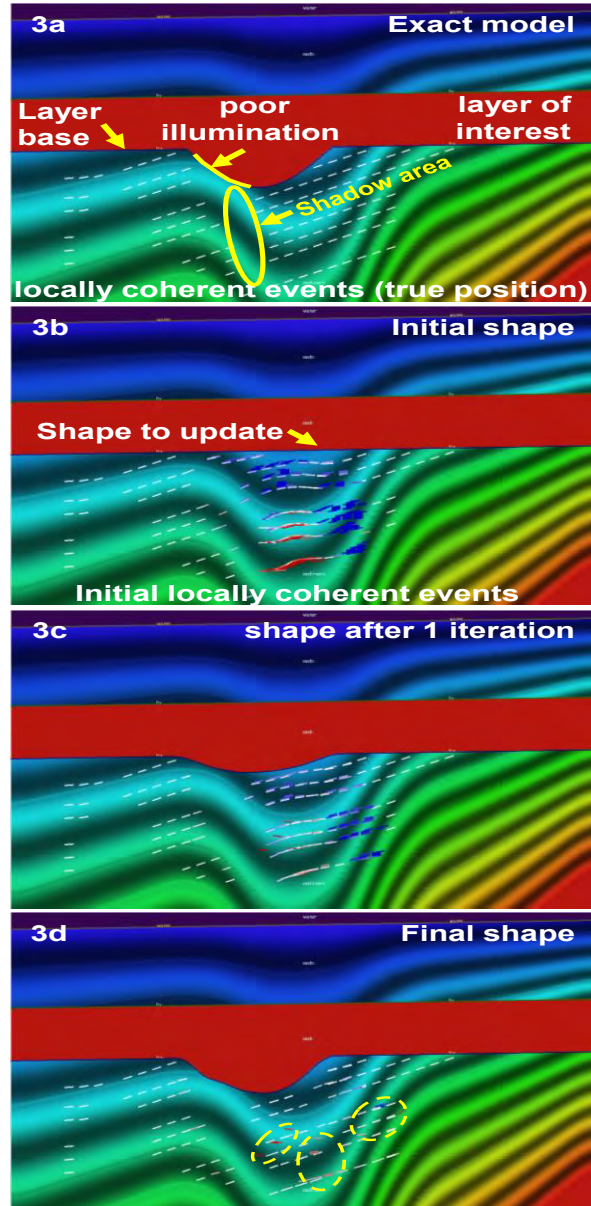 water
3a
Exact model
Layer
base
poor
illumination
layer of
interest
Shadow area
locally coherent events (true position)
3b
Initial shape
Shape to update
Initial locally coherent events
3c
shape after 1 iteration
3d
Final shape